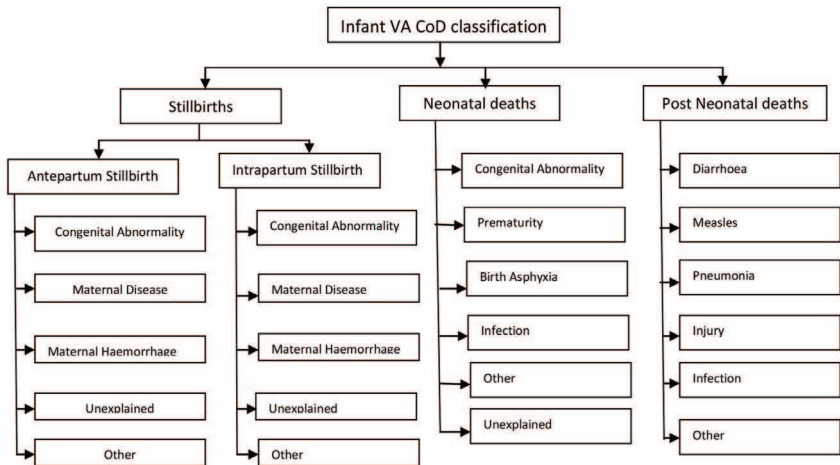 Infant VA CoD classification
Stillbirths
Neonatal deaths
Post Neonatal deaths
Antepartum Stillbirth
Intrapartum Stillbirth
Congenital Abnormality
Maternal Disease
Maternal Haemorrhage
Unexplained
Other
Congenital Abnormality
Maternal Disease
Maternal Haemorrhage
Unexplained
Other
Congenital Abnormality
Prematurity
Birth Asphyxia
Infection
Other
Unexplained
Diarrhoea
Measles
Pneumonia
Injury
Infection
Other